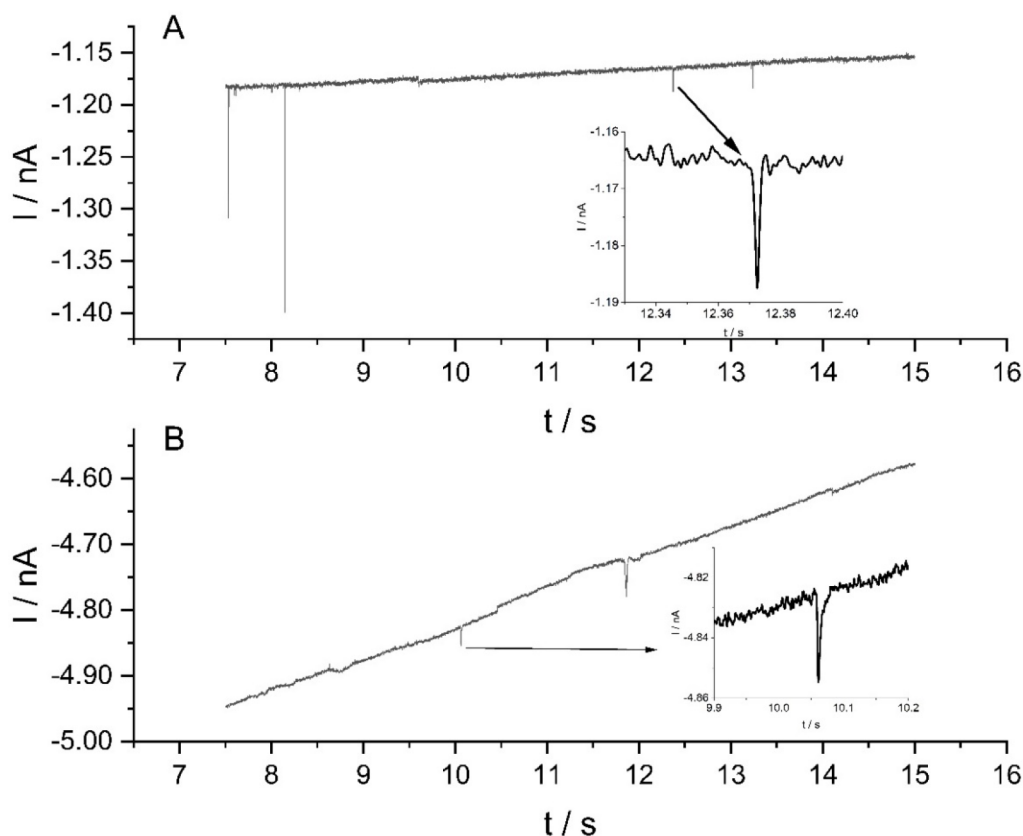 A
I / nA
-1.15
-1.20
-1.25
-1.30
-1.35
-1.40
7 8 9 10 11 12 13 14 15 16
t / s
I / nA
-1.16
-1.17
-1.18
-1.19
12.34 12.36 12.38 12.40
t / s
B
I / nA
-4.60
-4.70
-4.80
-4.90
-5.00
7 8 9 10 11 12 13 14 15 16
t / s
I / nA
-4.82
-4.84
-4.86
9.9 10.0 10.1 10.2
t / s